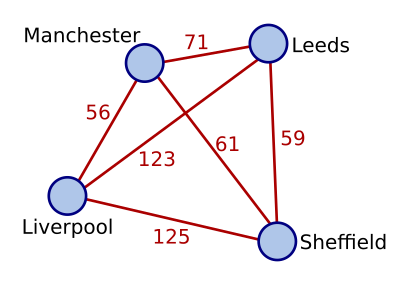 Manchester
71
Leeds
56
123
61
59
Liverpool
125
Sheffield